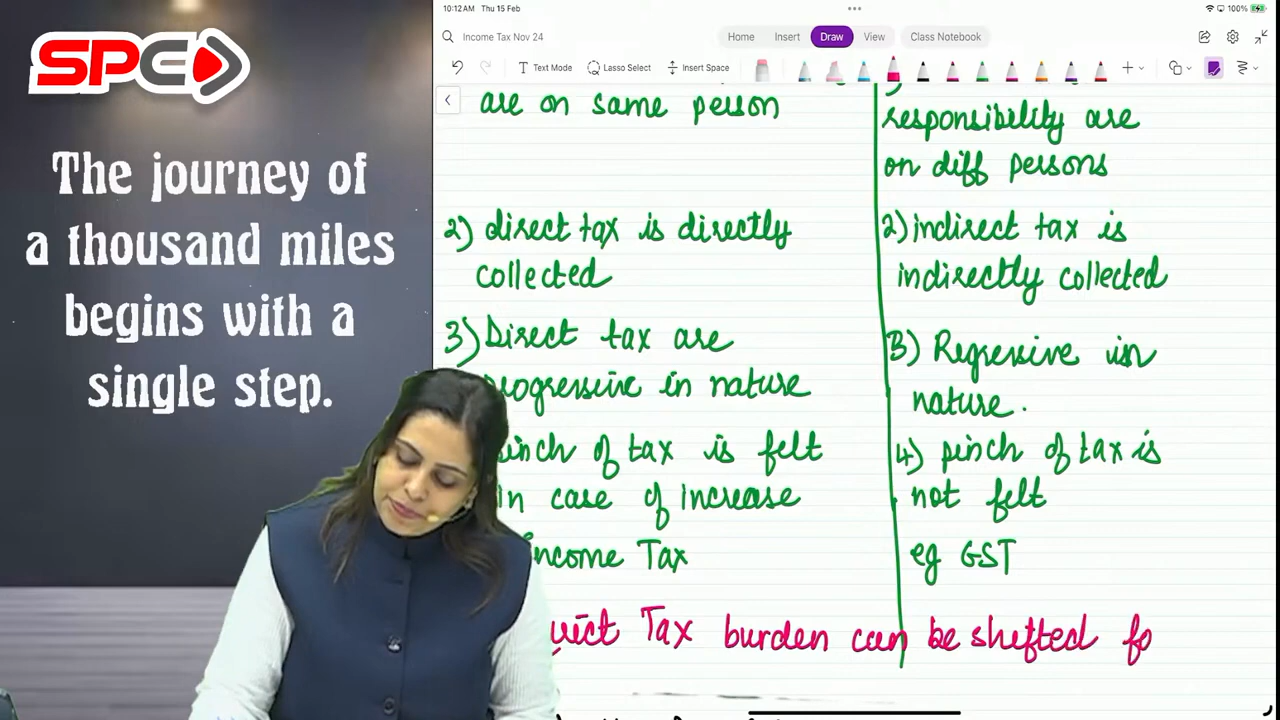 SPC
The journey of
a thousand miles
begins with a
single step.
10:12 AM Thu 15 Feb
100%
Income Tax Nov 24
Home Insert Draw View Class Notebook
Text Mode Lasso Select Insert Space
are on same person
responsibility are
on diff persons
2) direct tax is directly
collected
2) indirect tax is
indirectly collected
3) Direct tax are
progressive in nature
3) Regressive in
nature.
pinch of tax is felt
in case of increase
4) pinch of tax is
not felt
Income Tax
eg GST
Tax burden can be shifted